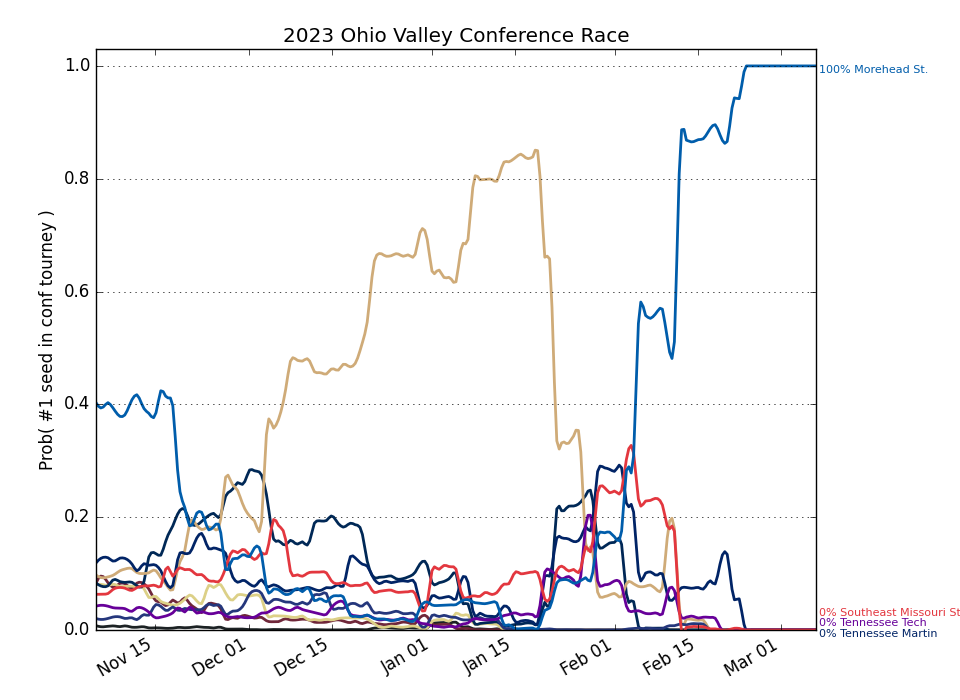 2023 Ohio Valley Conference Race
Prob( #1 seed in conf tourney )
1.0
0.8
0.6
0.4
0.2
0.0
Nov 15
Dec 01
Dec 15
Jan 01
Jan 15
Feb 01
Feb 15
Mar 01
100% Morehead St.
0% Southeast Missouri St
0% Tennessee Tech
0% Tennessee Martin